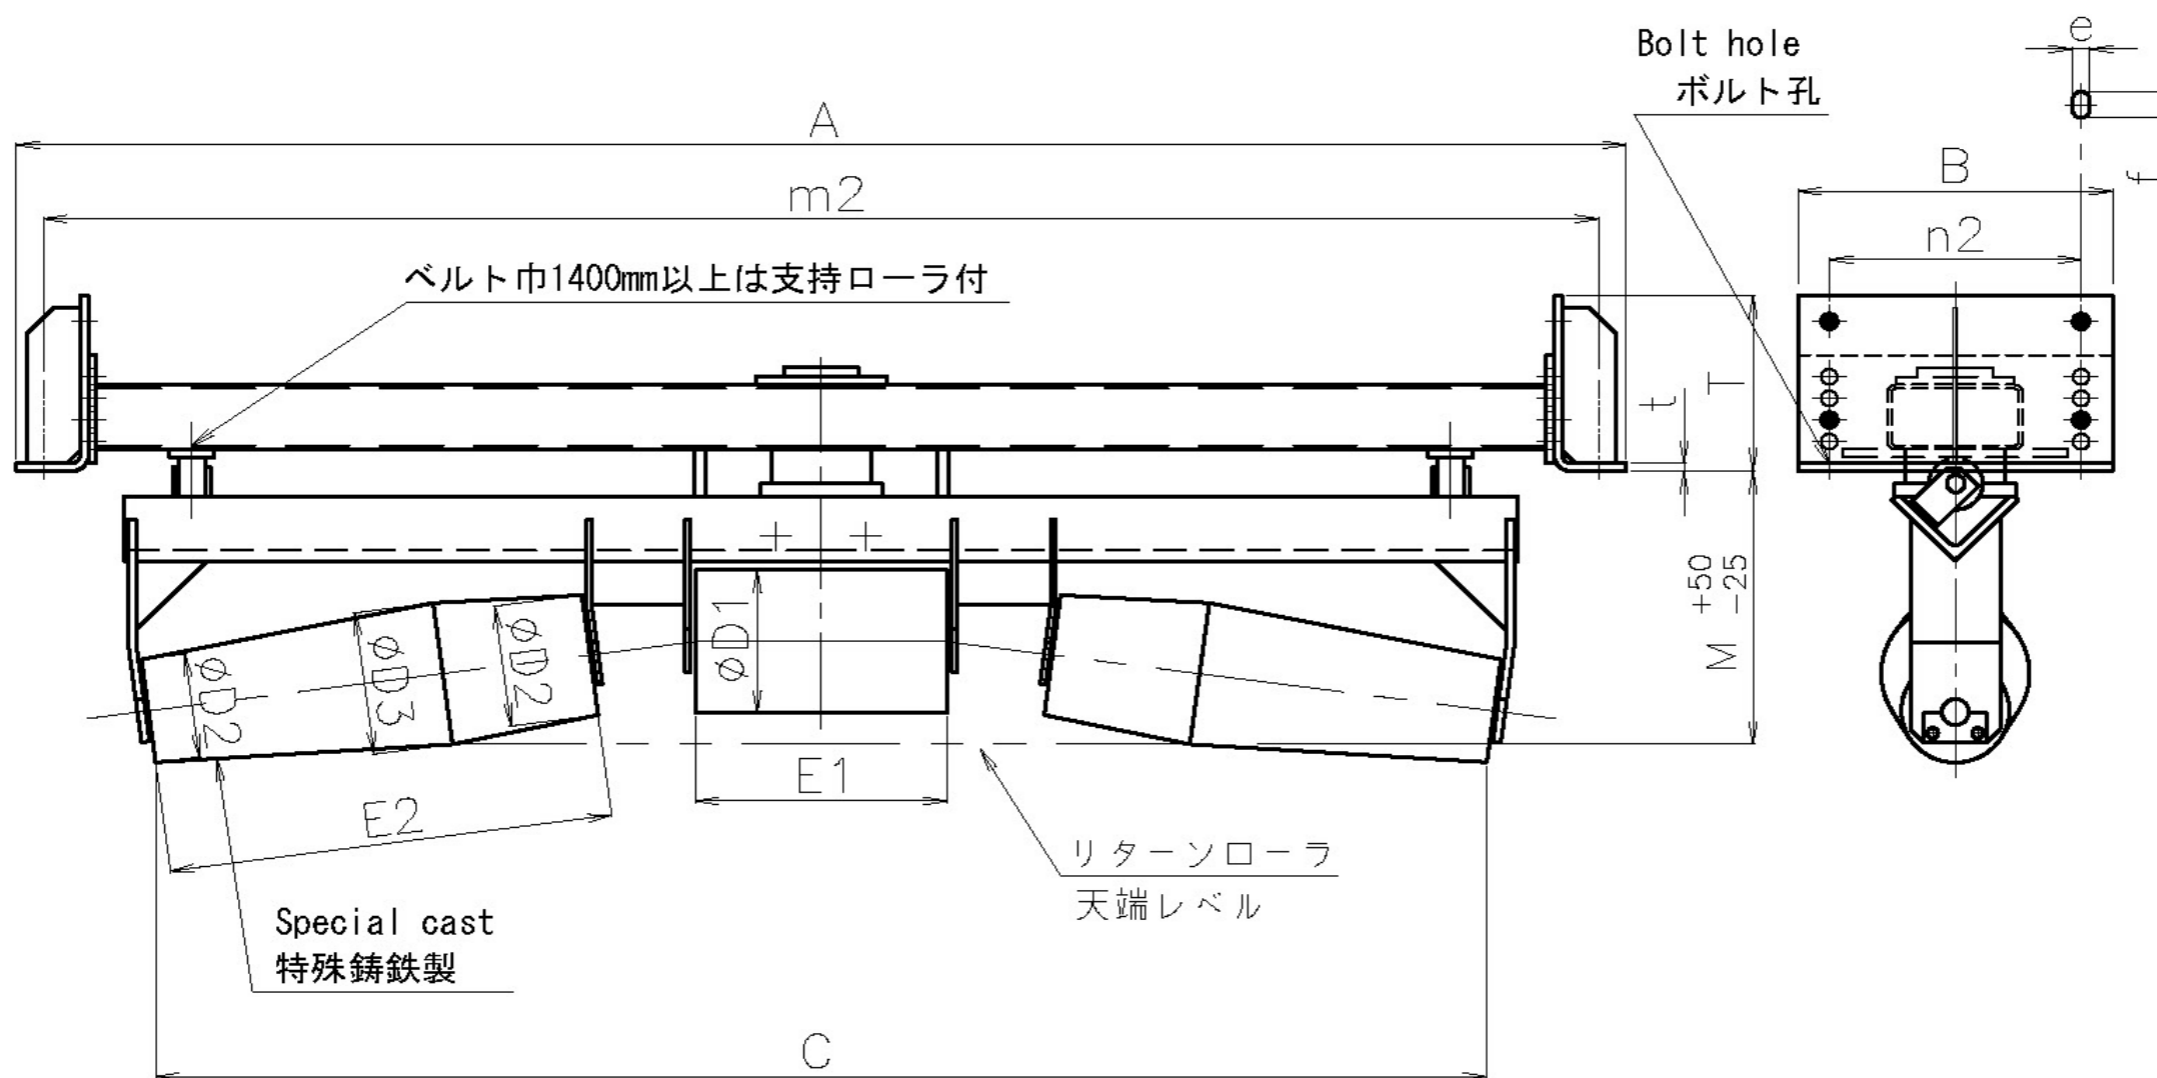 Bolt hole
ボルト孔
e
f
A
m2
B
n2
ベルト巾1400mm以上は支持ローラ付
t
T
+50
M -25
øD1
øD2
øD3
øD2
E1
E2
リターンローラ
天端レベル
Special cast
特殊鋳鉄製
C